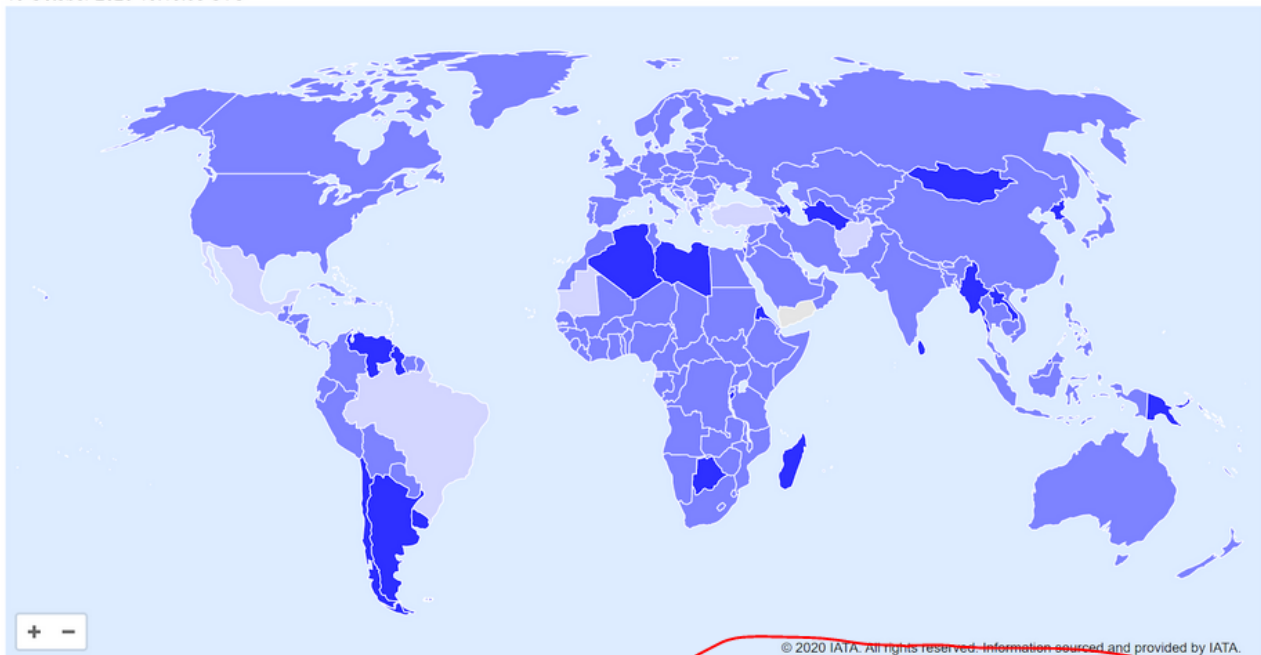 + −
© 2020 IATA. All rights reserved. Information sourced and provided by IATA.